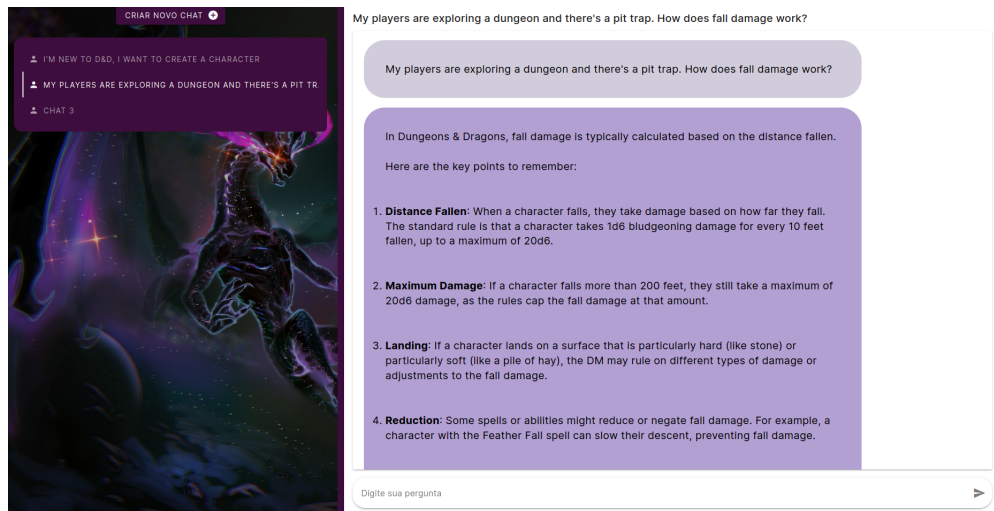 CRIAR NOVO CHAT
I'M NEW TO D&D, I WANT TO CREATE A CHARACTER
MY PLAYERS ARE EXPLORING A DUNGEON AND THERE'S A PIT TR.
CHAT 3
My players are exploring a dungeon and there's a pit trap. How does fall damage work?
My players are exploring a dungeon and there's a pit trap. How does fall damage work?
In Dungeons & Dragons, fall damage is typically calculated based on the distance fallen.
Here are the key points to remember:
1. Distance Fallen: When a character falls, they take damage based on how far they fall.
The standard rule is that a character takes 1d6 bludgeoning damage for every 10 feet
fallen, up to a maximum of 20d6.
2. Maximum Damage: If a character falls more than 200 feet, they still take a maximum of
20d6 damage, as the rules cap the fall damage at that amount.
3. Landing: If a character lands on a surface that is particularly hard (like stone) or
particularly soft (like a pile of hay), the DM may rule on different types of damage or
adjustments to the fall damage.
4. Reduction: Some spells or abilities might reduce or negate fall damage. For example, a
character with the Feather Fall spell can slow their descent, preventing fall damage.
Digite sua pergunta